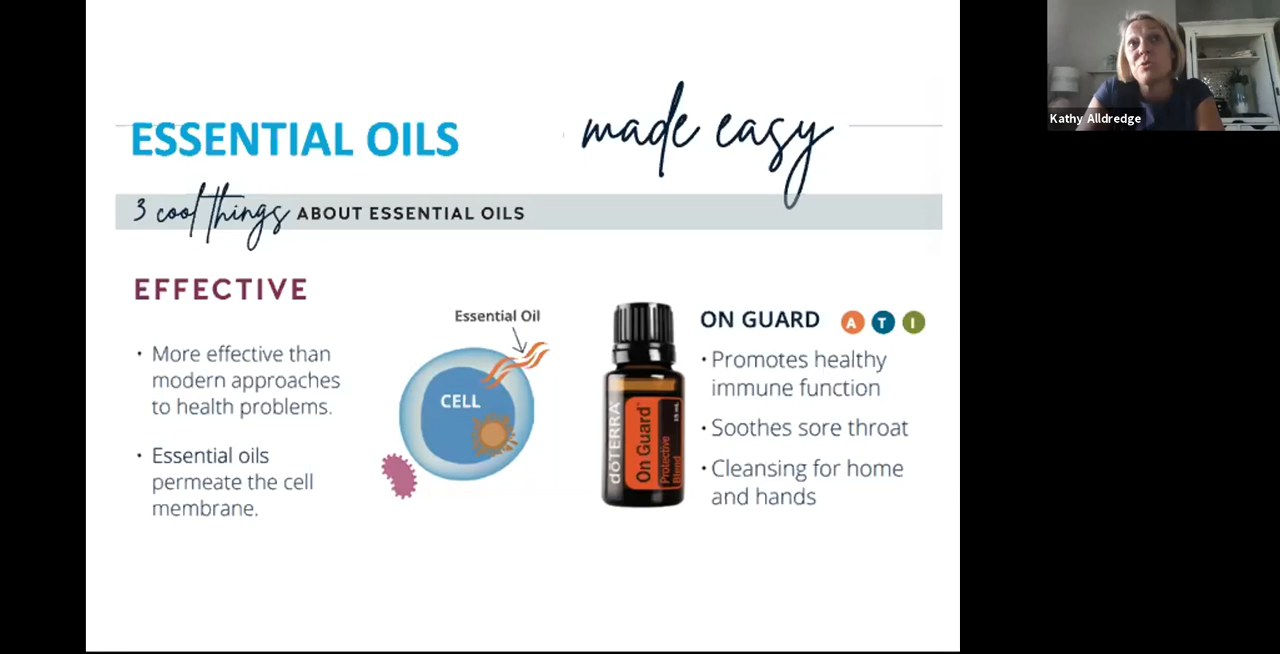 ESSENTIAL OILS
made easy
3 cool things ABOUT ESSENTIAL OILS
EFFECTIVE
• More effective than
modern approaches
to health problems.
• Essential oils
permeate the cell
membrane.
Essential Oil
CELL
dōTERRA
On Guard
Protective
Blend
15 mL
ON GUARD A T I
• Promotes healthy
immune function
• Soothes sore throat
• Cleansing for home
and hands
Kathy Alldredge